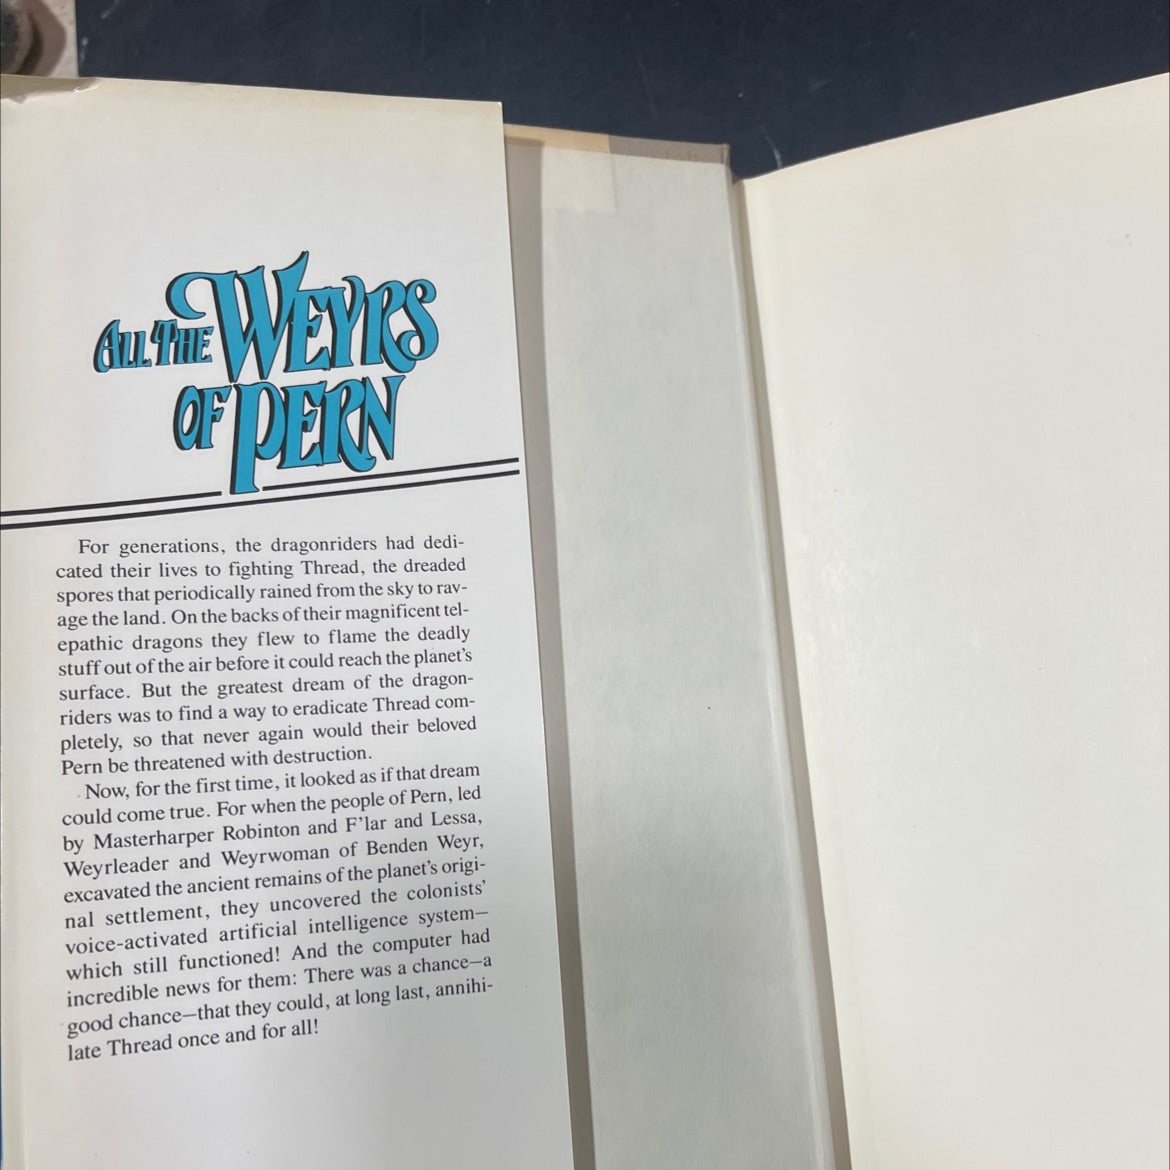 ALL THE WEYRS
OF PERN
For generations, the dragonriders had dedi-
cated their lives to fighting Thread, the dreaded
spores that periodically rained from the sky to rav-
age the land. On the backs of their magnificent tel-
epathic dragons they flew to flame the deadly
stuff out of the air before it could reach the planet's
surface. But the greatest dream of the dragon-
riders was to find a way to eradicate Thread com-
pletely, so that never again would their beloved
Pern be threatened with destruction.
Now, for the first time, it looked as if that dream
could come true. For when the people of Pern, led
by Masterharper Robinton and F'lar and Lessa,
Weyrleader and Weyrwoman of Benden Weyr,
excavated the ancient remains of the planet's origi-
nal settlement, they uncovered the colonists'
voice-activated artificial intelligence system—
which still functioned! And the computer had
incredible news for them: There was a chance—a
good chance—that they could, at long last, annihi-
late Thread once and for all!